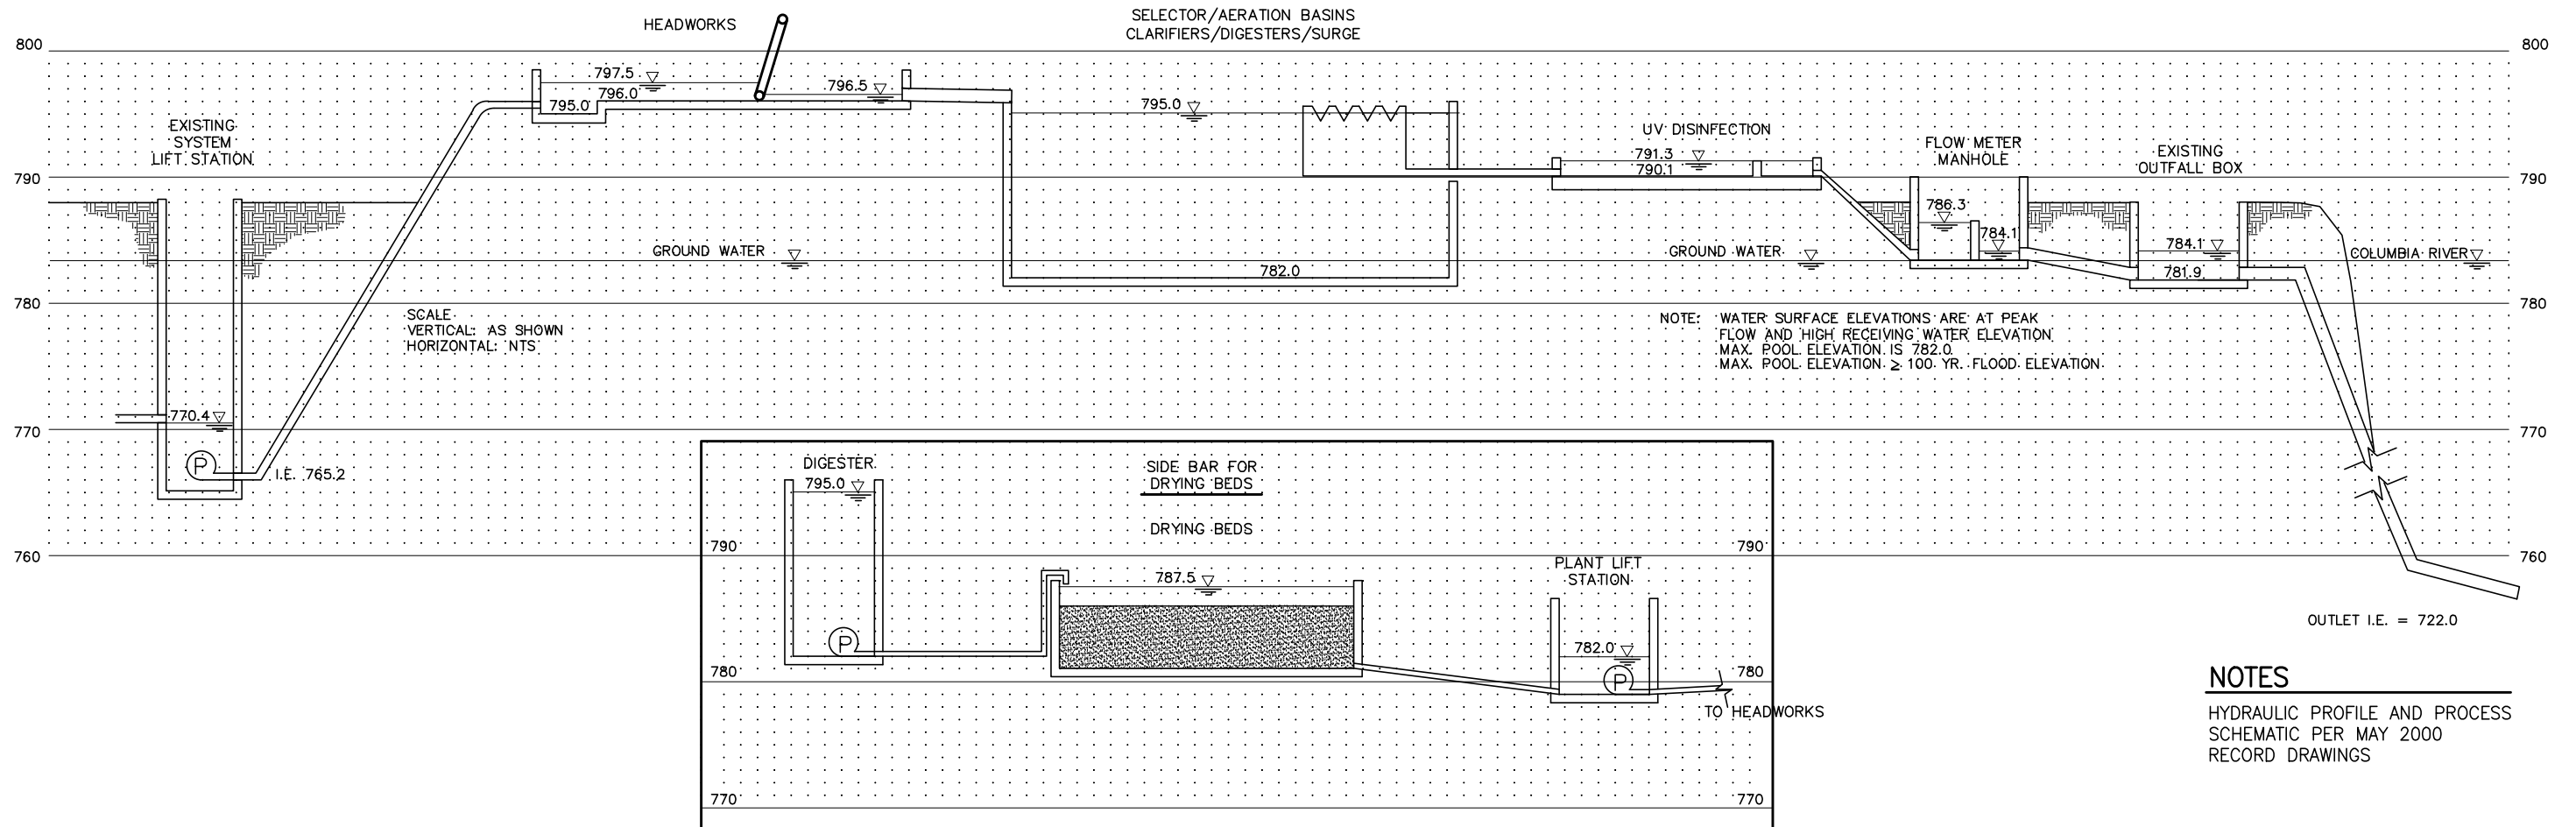 HEADWORKS
SELECTOR/AERATION BASINS
CLARIFIERS/DIGESTERS/SURGE
800
800
797.5
796.0
795.0
796.5
795.0
EXISTING
SYSTEM
LIFT STATION
UV DISINFECTION
791.3
790.1
FLOW METER
MANHOLE
EXISTING
OUTFALL BOX
790
790
786.3
784.1
784.1
781.9
GROUND WATER
GROUND WATER
COLUMBIA RIVER
782.0
780
780
SCALE
VERTICAL: AS SHOWN
HORIZONTAL: NTS
NOTE: WATER SURFACE ELEVATIONS ARE AT PEAK
FLOW AND HIGH RECEIVING WATER ELEVATION
MAX. POOL ELEVATION IS 782.0
MAX. POOL ELEVATION ≥ 100 YR. FLOOD ELEVATION
770.4
770
770
P
I.E. 765.2
760
760
OUTLET I.E. = 722.0
SIDE BAR FOR
DRYING BEDS
DIGESTER
795.0
DRYING BEDS
790
790
787.5
PLANT LIFT
STATION
782.0
P
P
780
780
TO HEADWORKS
770
770
NOTES
HYDRAULIC PROFILE AND PROCESS
SCHEMATIC PER MAY 2000
RECORD DRAWINGS